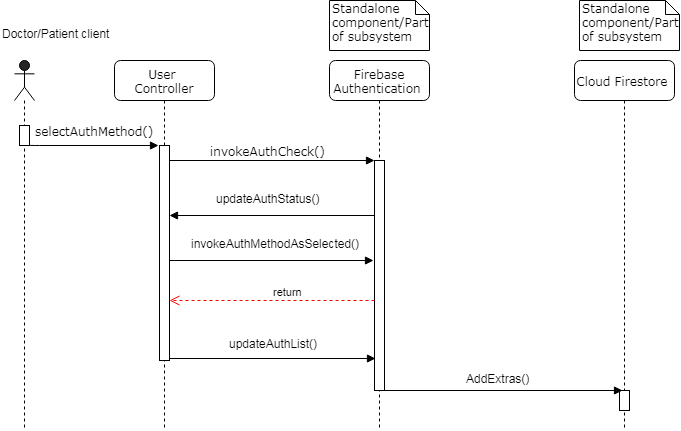 Standalone
component/Part
of subsystem
Standalone
component/Part
of subsystem
Doctor/Patient client
User
Controller
Firebase
Authentication
Cloud Firestore
selectAuthMethod()
invokeAuthCheck()
updateAuthStatus()
invokeAuthMethodAsSelected()
return
updateAuthList()
AddExtras()